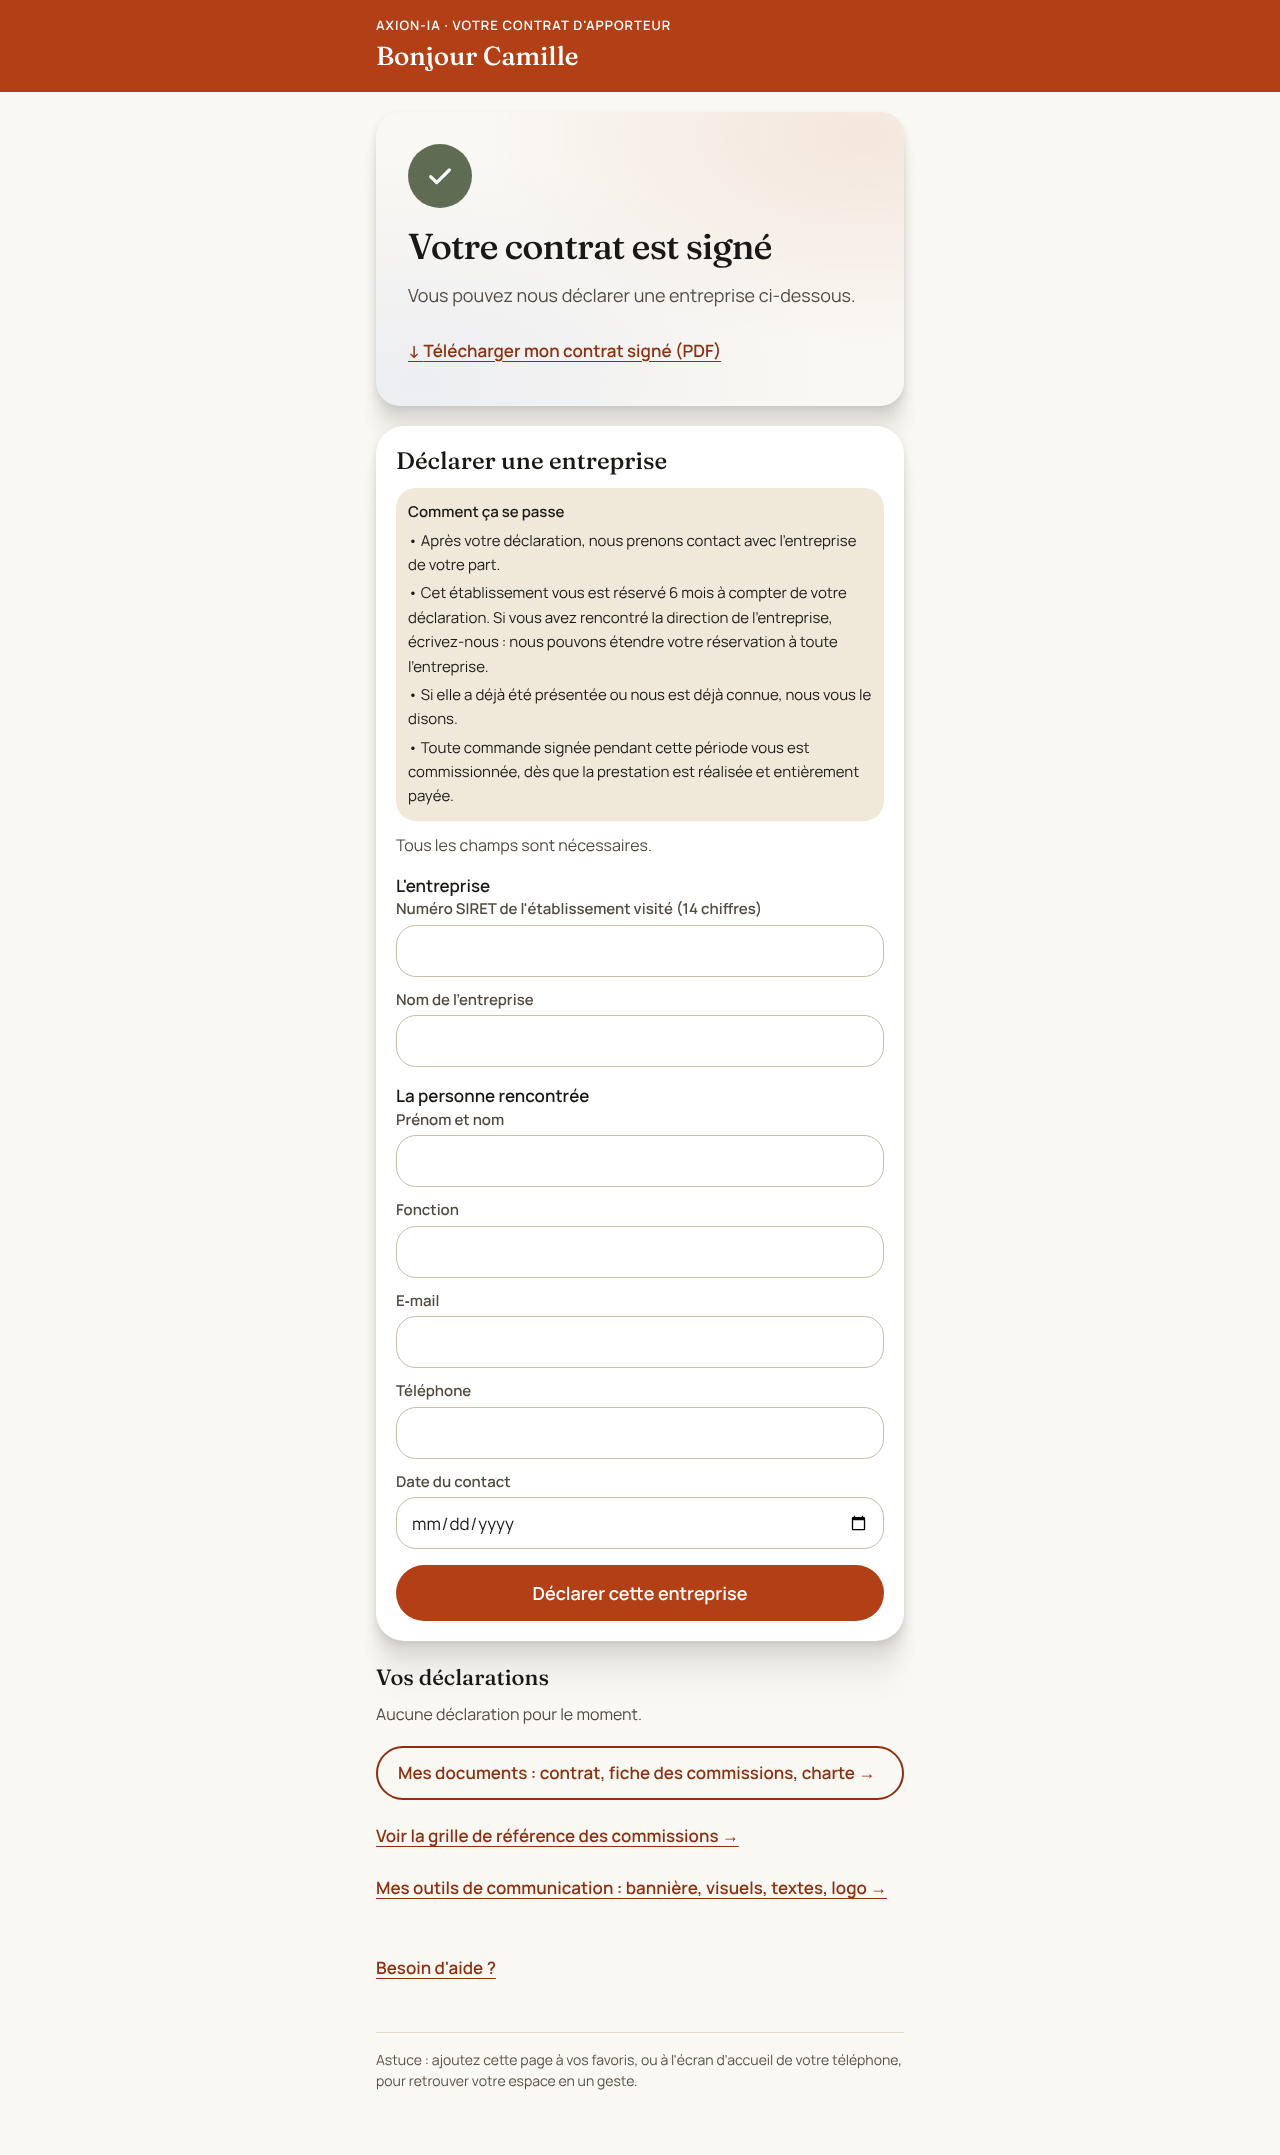 AXION-IA · VOTRE CONTRAT D'APPORTEUR
Bonjour Camille
Votre contrat est signé
Vous pouvez nous déclarer une entreprise ci-dessous.
↓ Télécharger mon contrat signé (PDF)
Déclarer une entreprise
Comment ça se passe
• Après votre déclaration, nous prenons contact avec l'entreprise
de votre part.
• Cet établissement vous est réservé 6 mois à compter de votre
déclaration. Si vous avez rencontré la direction de l'entreprise,
écrivez-nous : nous pouvons étendre votre réservation à toute
l'entreprise.
• Si elle a déjà été présentée ou nous est déjà connue, nous vous le
disons.
• Toute commande signée pendant cette période vous est
commissionnée, dès que la prestation est réalisée et entièrement
payée.
Tous les champs sont nécessaires.
L'entreprise
Numéro SIRET de l'établissement visité (14 chiffres)
Nom de l'entreprise
La personne rencontrée
Prénom et nom
Fonction
E-mail
Téléphone
Date du contact
mm/dd/yyyy
Déclarer cette entreprise
Vos déclarations
Aucune déclaration pour le moment.
Mes documents : contrat, fiche des commissions, charte →
Voir la grille de référence des commissions →
Mes outils de communication : bannière, visuels, textes, logo →
Besoin d'aide ?
Astuce : ajoutez cette page à vos favoris, ou à l'écran d'accueil de votre téléphone,
pour retrouver votre espace en un geste.